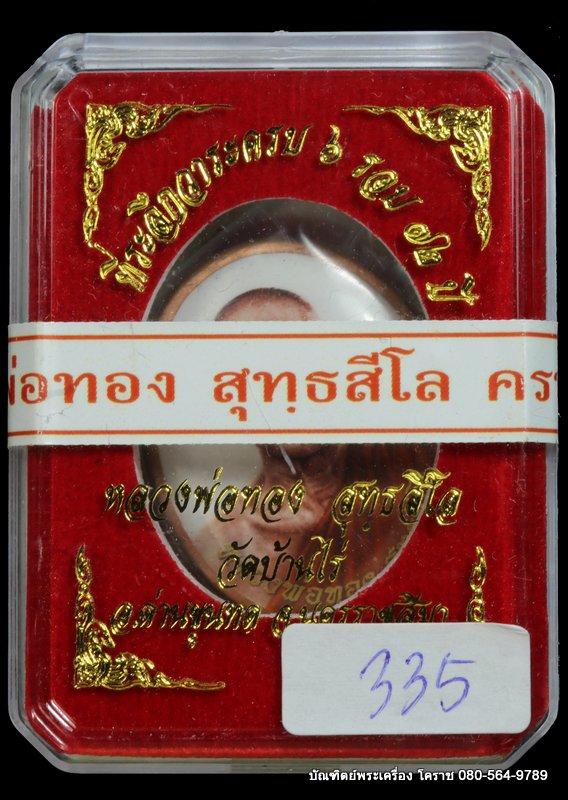 ที่ระลึกวาระครบ ๖ รอบ ๗๒ ปี
พ่อทอง สุทฺธสีโล คร
หลวงพ่อทอง สุทฺธสีโล
วัดบ้านไร่
อ.ด่านขุนทด จ.นครราชสีมา
335
บัณฑิตย์พระเครื่อง โคราช 080-564-9789